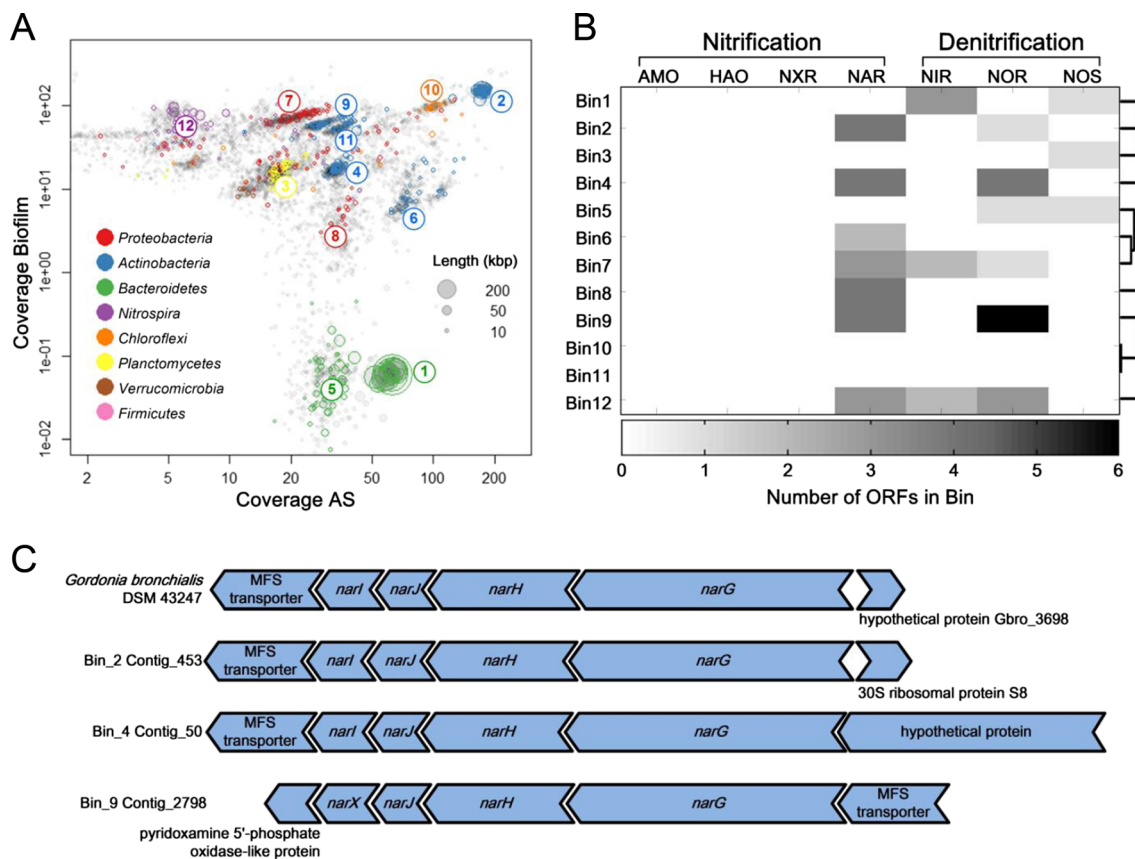 A
1e+02
1e+01
1e+00
1e-01
1e-02
Coverage Biofilm
2 5 10 20 50 100 200
Coverage AS
7
9
10
2
12
11
3
4
6
8
5
1
Proteobacteria
Actinobacteria
Bacteroidetes
Nitrospira
Chloroflexi
Planctomycetes
Verrucomicrobia
Firmicutes
Length (kbp)
200
50
10
B
Nitrification Denitrification
AMO HAO NXR NAR NIR NOR NOS
Bin1
Bin2
Bin3
Bin4
Bin5
Bin6
Bin7
Bin8
Bin9
Bin10
Bin11
Bin12
0 1 2 3 4 5 6
Number of ORFs in Bin
C
Gordonia bronchialis
DSM 43247
MFS
transporter
narI narJ narH narG
hypothetical protein Gbro_3698
Bin_2 Contig_453
MFS
transporter
narI narJ narH narG
30S ribosomal protein S8
Bin_4 Contig_50
MFS
transporter
narI narJ narH narG hypothetical protein
Bin_9 Contig_2798
narX narJ narH narG
MFS
transporter
pyridoxamine 5'-phosphate
oxidase-like protein